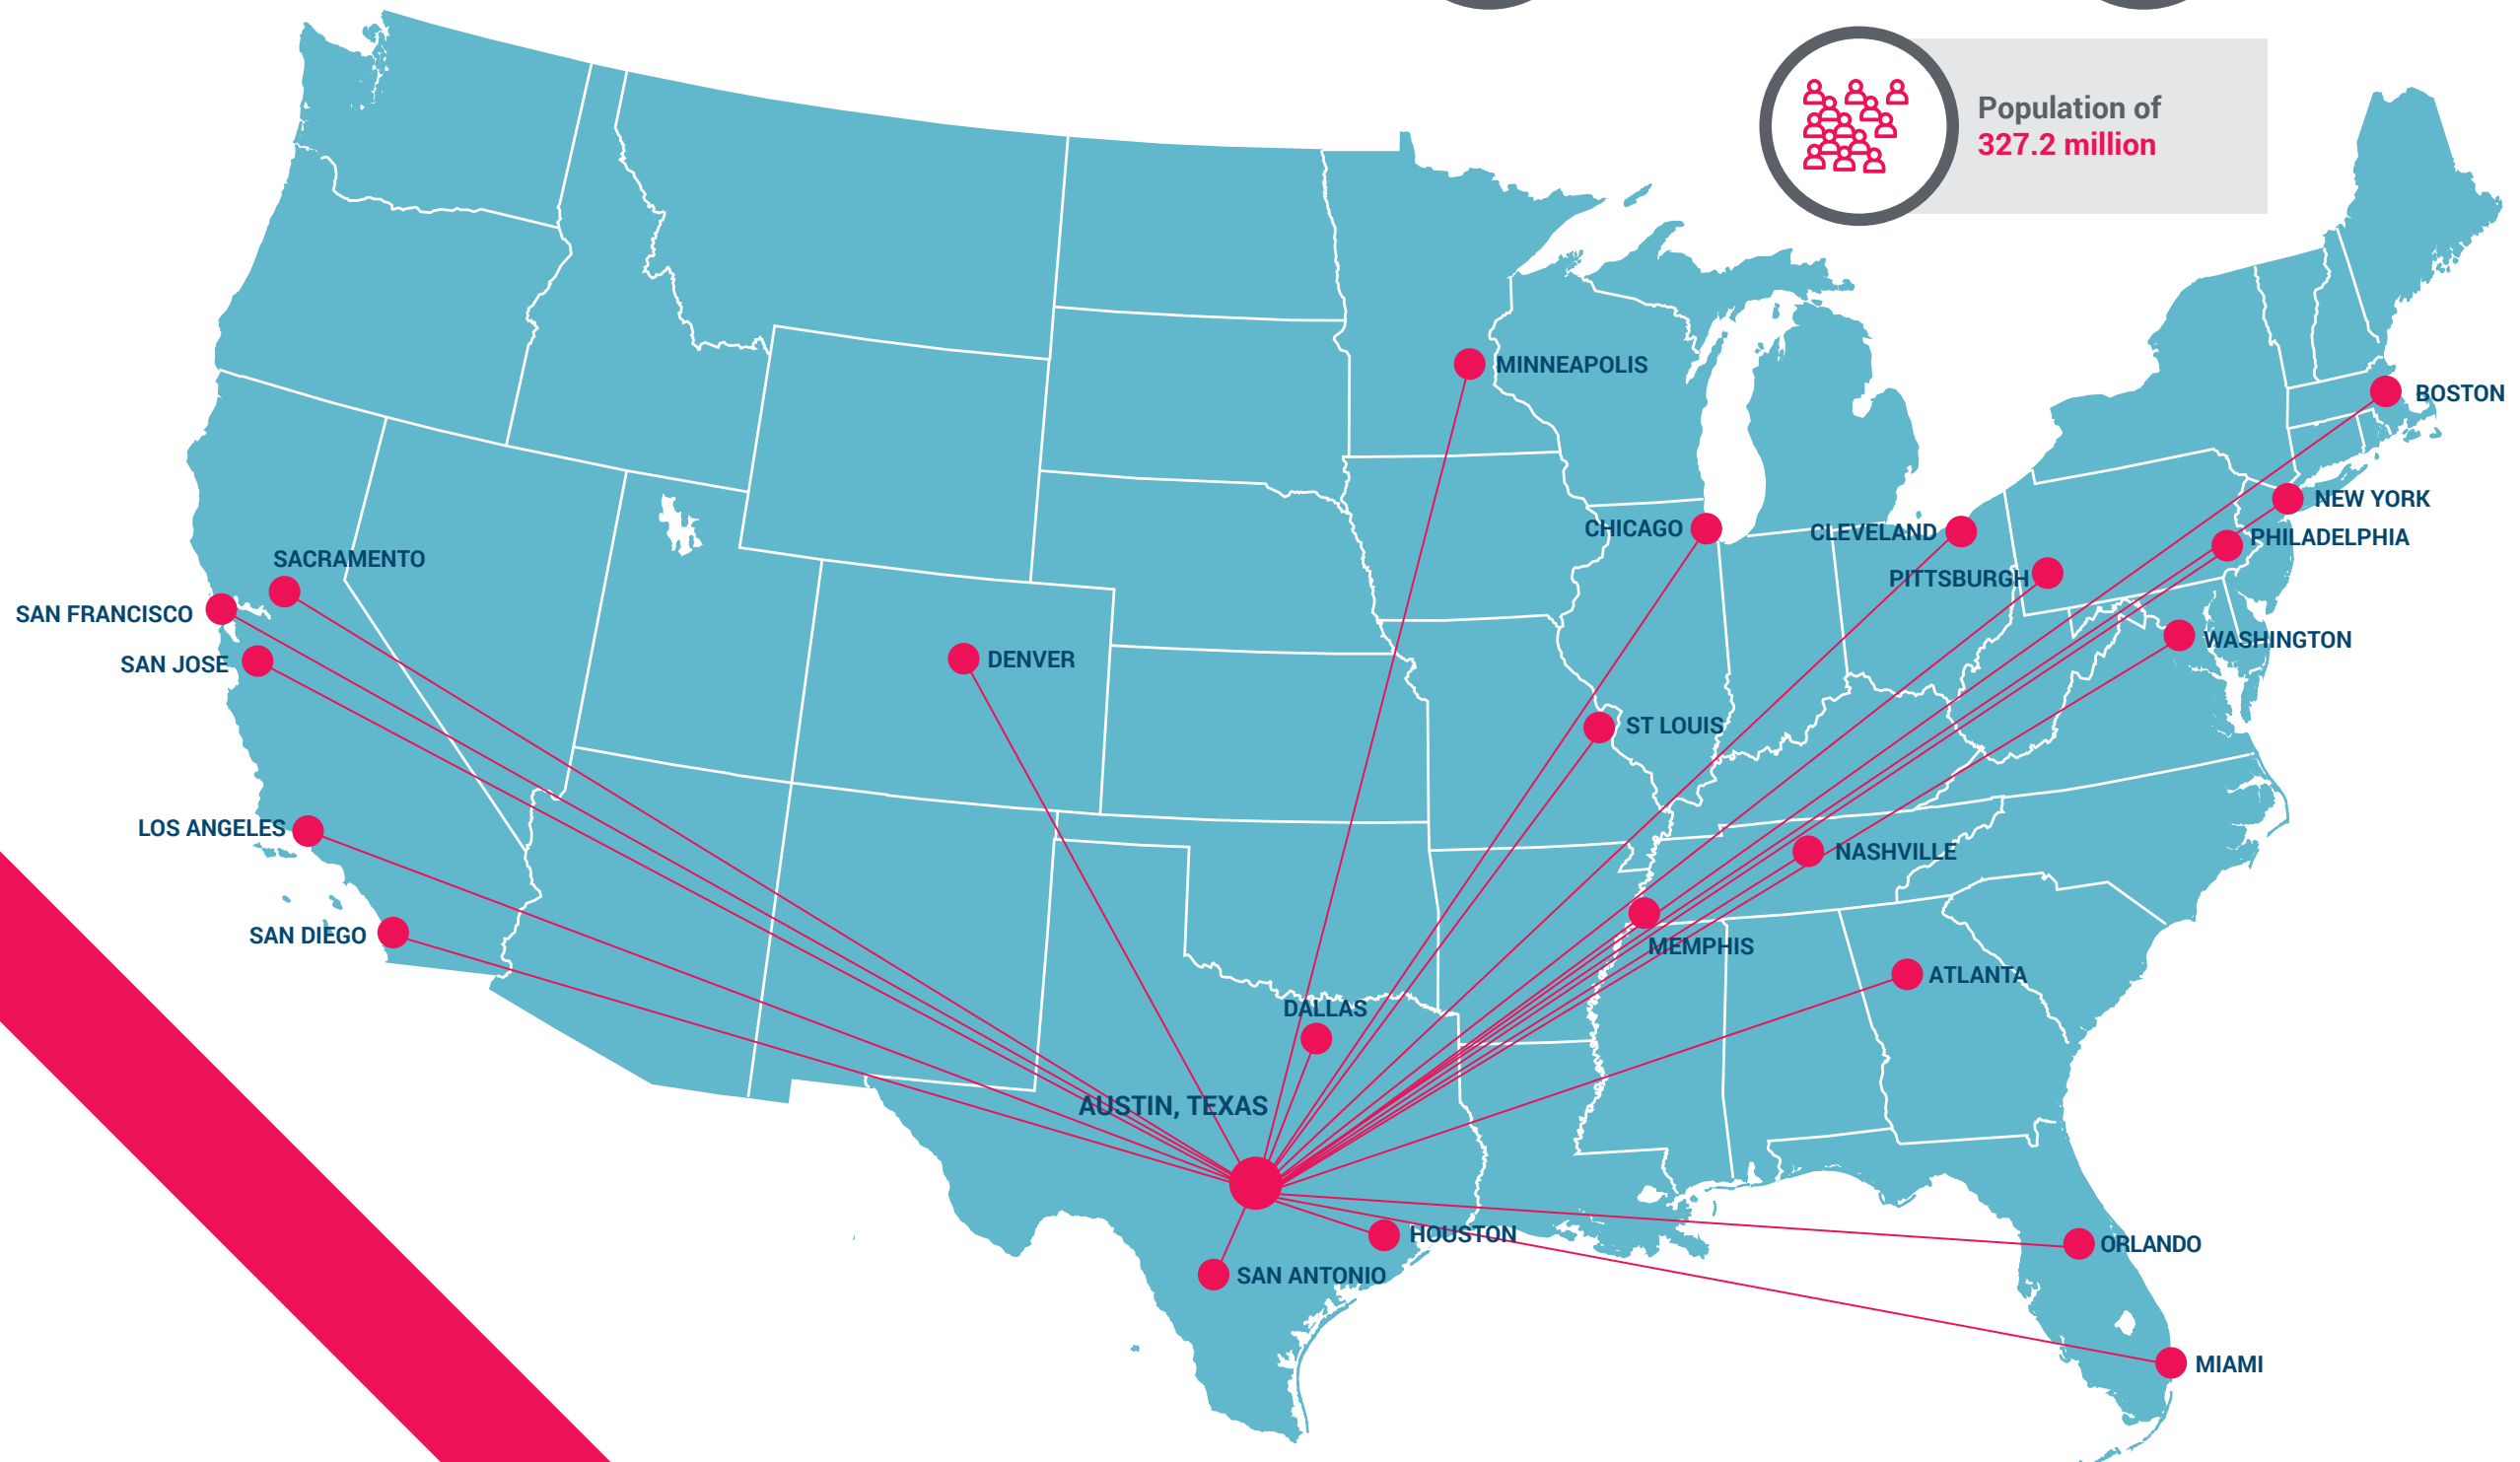 Population of
327.2 million
MINNEAPOLIS
BOSTON
NEW YORK
CHICAGO
CLEVELAND
PHILADELPHIA
SACRAMENTO
PITTSBURGH
SAN FRANCISCO
WASHINGTON
SAN JOSE
DENVER
ST LOUIS
LOS ANGELES
NASHVILLE
SAN DIEGO
MEMPHIS
ATLANTA
DALLAS
AUSTIN, TEXAS
HOUSTON
ORLANDO
SAN ANTONIO
MIAMI